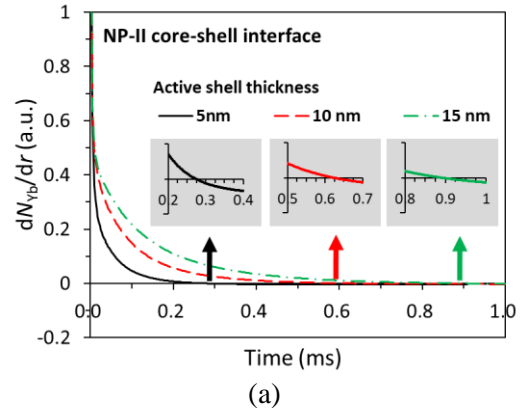 NP-II core-shell interface
Active shell thickness
5nm 10 nm 15 nm
dN_Yb/dr (a.u.)
1
0.8
0.6
0.4
0.2
0
-0.2
0.2 0.3 0.4
0.5 0.6 0.7
0.8 0.9 1
0.0 0.2 0.4 0.6 0.8 1.0
Time (ms)
(a)